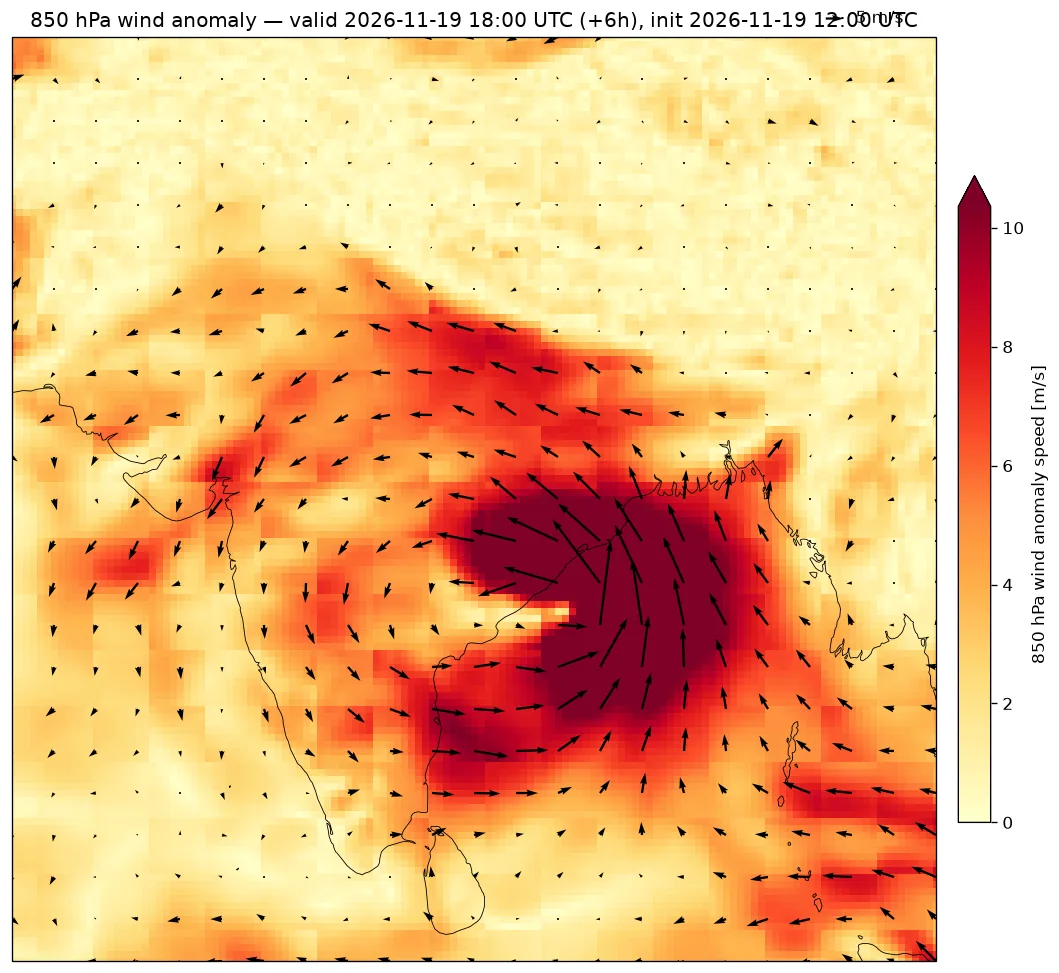 850 hPa wind anomaly — valid 2026-11-19 18:00 UTC (+6h), init 2026-11-19 12:00 UTC
5 m/s
10
8
6
4
2
0
850 hPa wind anomaly speed [m/s]